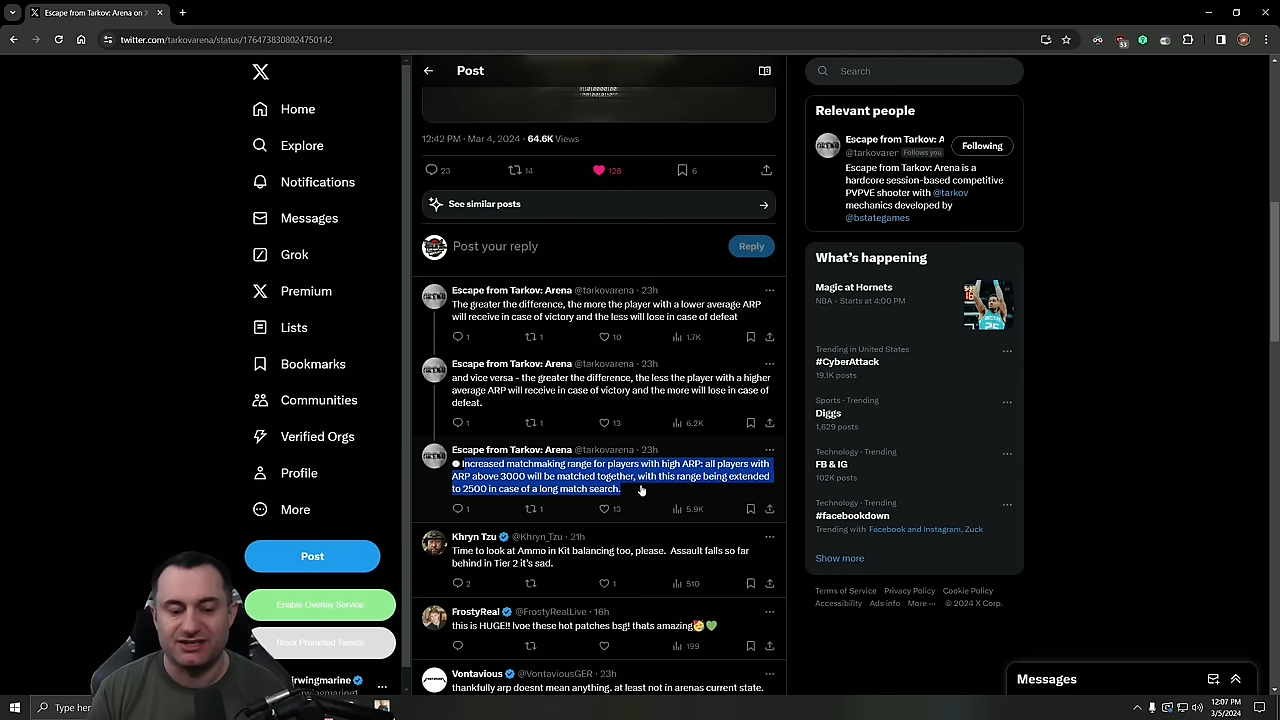 Escape from Tarkov: Arena on X
twitter.com/tarkovarena/status/1764738308024750142
53
Home
Explore
Notifications
Messages
Grok
Premium
Lists
Bookmarks
Communities
Verified Orgs
Profile
More
Post
Enable Overlay Service
Block Promoted Tweets
Post
12:42 PM · Mar 4, 2024 · 64.6K Views
23
14
128
6
See similar posts
Post your reply
Reply
Escape from Tarkov: Arena @tarkovarena · 23h
The greater the difference, the more the player with a lower average ARP
will receive in case of victory and the less will lose in case of defeat
1
1
10
1.7K
Escape from Tarkov: Arena @tarkovarena · 23h
and vice versa - the greater the difference, the less the player with a higher
average ARP will receive in case of victory and the more will lose in case of
defeat.
1
1
13
6.2K
Escape from Tarkov: Arena @tarkovarena · 23h
● Increased matchmaking range for players with high ARP: all players with
ARP above 3000 will be matched together, with this range being extended
to 2500 in case of a long match search.
1
1
13
5.9K
Khryn Tzu @Khryn_Tzu · 21h
Time to look at Ammo in Kit balancing too, please. Assault falls so far
behind in Tier 2 it's sad.
2
1
510
FrostyReal @FrostyRealLive · 16h
this is HUGE!! lvoe these hot patches bsg! thats amazing🥳💚
199
Vontavious @VontaviousGER · 23h
thankfully arp doesnt mean anything. at least not in arenas current state.
Search
Relevant people
Escape from Tarkov: A
@tarkovarer Follows you
Following
Escape from Tarkov: Arena is a
hardcore session-based competitive
PVPVE shooter with @tarkov
mechanics developed by
@bstategames
What's happening
Magic at Hornets
NBA · Starts at 4:00 PM
Trending in United States
#CyberAttack
19.1K posts
Sports · Trending
Diggs
1,629 posts
Technology · Trending
FB & IG
102K posts
Technology · Trending
#facebookdown
Trending with Facebook and Instagram, Zuck
Show more
Terms of Service Privacy Policy Cookie Policy
Accessibility Ads info More ··· © 2024 X Corp.
Messages
Type her
12:07 PM
3/5/2024